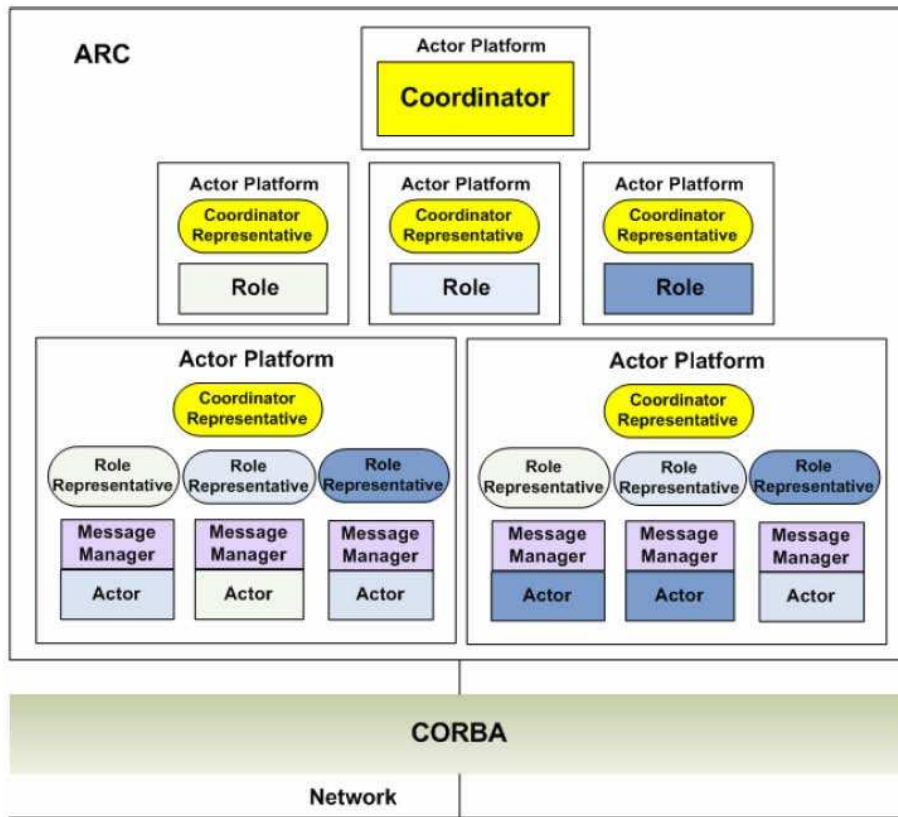 ARC
Actor Platform
Coordinator
Actor Platform
Coordinator
Representative
Role
Actor Platform
Coordinator
Representative
Role
Actor Platform
Coordinator
Representative
Role
Actor Platform
Coordinator
Representative
Role
Representative
Role
Representative
Role
Representative
Message
Manager
Actor
Message
Manager
Actor
Message
Manager
Actor
Actor Platform
Coordinator
Representative
Role
Representative
Role
Representative
Role
Representative
Message
Manager
Actor
Message
Manager
Actor
Message
Manager
Actor
CORBA
Network